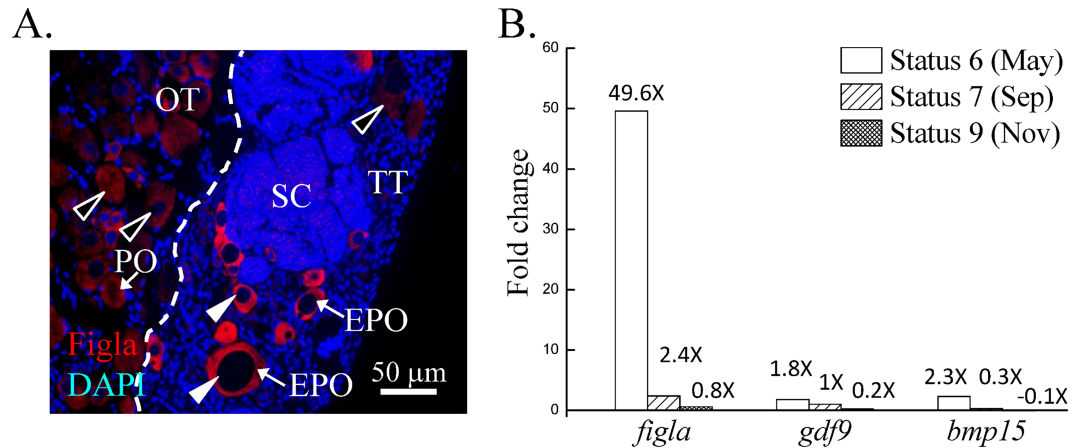 A.
OT
TT
SC
PO
EPO
EPO
Figla
DAPI
50 µm
B.
Fold change
60
50
40
30
20
10
0
Status 6 (May)
Status 7 (Sep)
Status 9 (Nov)
49.6X
2.4X
0.8X
1.8X
1X
0.2X
2.3X
0.3X
-0.1X
figla
gdf9
bmp15